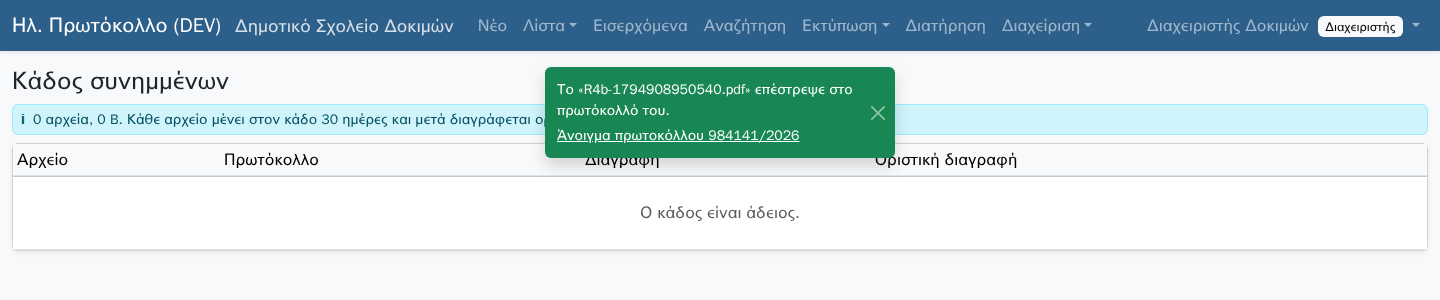 Ηλ. Πρωτόκολλο (DEV) Δημοτικό Σχολείο Δοκιμών Νέο Λίστα Εισερχόμενα Αναζήτηση Εκτύπωση Διατήρηση Διαχείριση Διαχειριστής Δοκιμών Διαχειριστής
Κάδος συνημμένων
Το «R4b-1794908950540.pdf» επέστρεψε στο
πρωτόκολλό του.
Άνοιγμα πρωτοκόλλου 984141/2026
0 αρχεία, 0 B. Κάθε αρχείο μένει στον κάδο 30 ημέρες και μετά διαγράφεται
Αρχείο Πρωτόκολλο Διαγραφή Οριστική διαγραφή
Ο κάδος είναι άδειος.